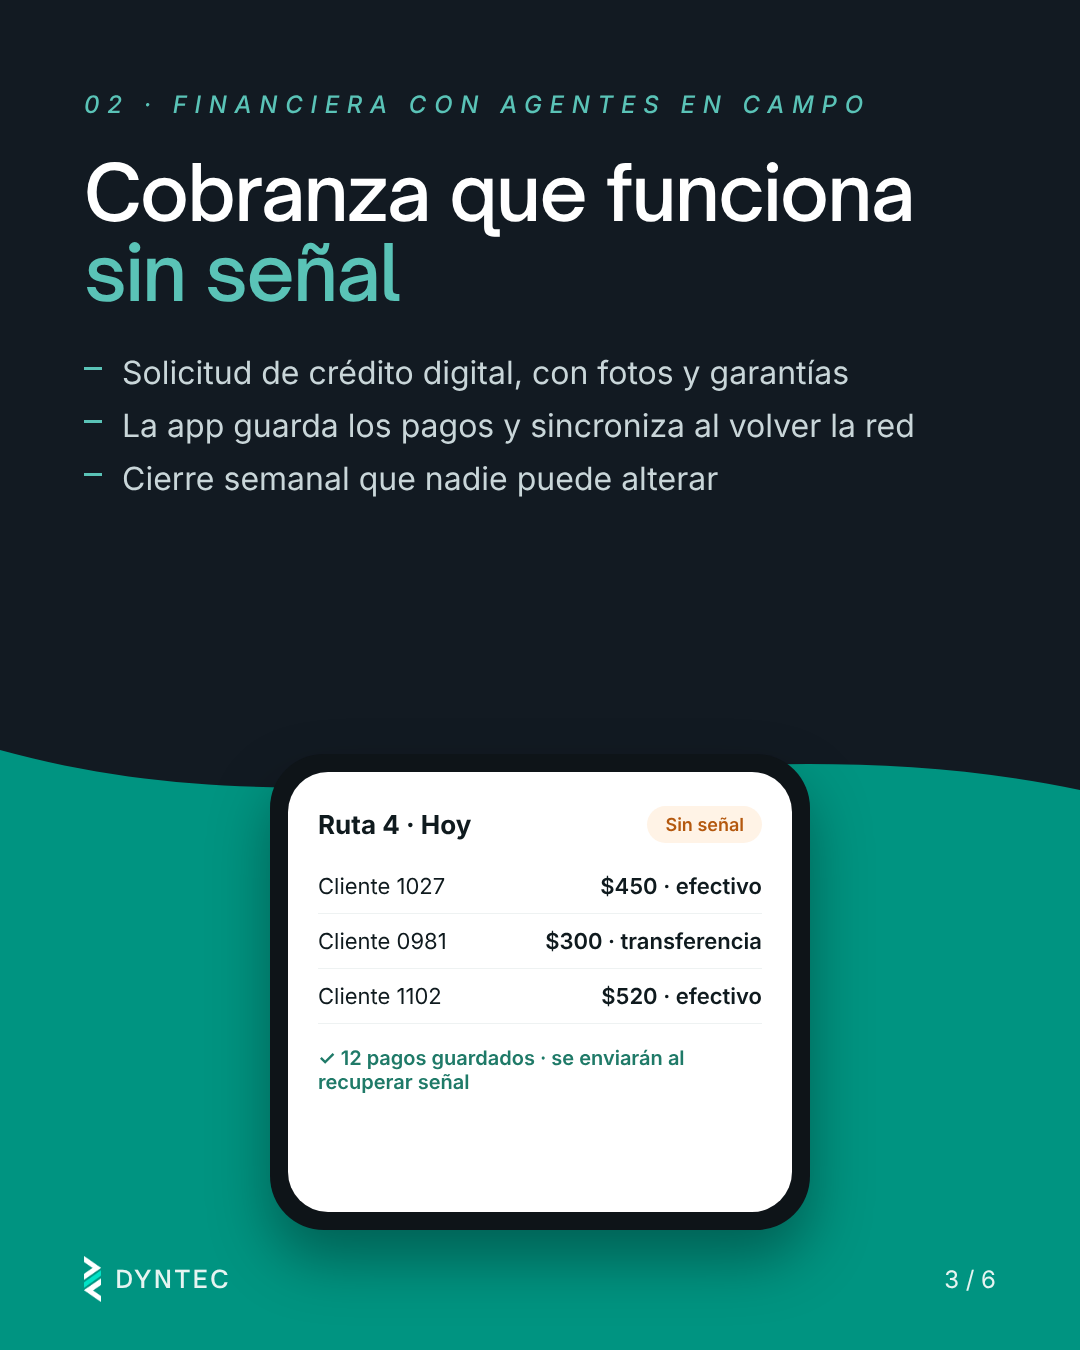 02 · FINANCIERA CON AGENTES EN CAMPO
Cobranza que funciona
sin señal
– Solicitud de crédito digital, con fotos y garantías
– La app guarda los pagos y sincroniza al volver la red
– Cierre semanal que nadie puede alterar
Ruta 4 · Hoy Sin señal
Cliente 1027 $450 · efectivo
Cliente 0981 $300 · transferencia
Cliente 1102 $520 · efectivo
✓ 12 pagos guardados · se enviarán al
recuperar señal
DYNTEC 3 / 6